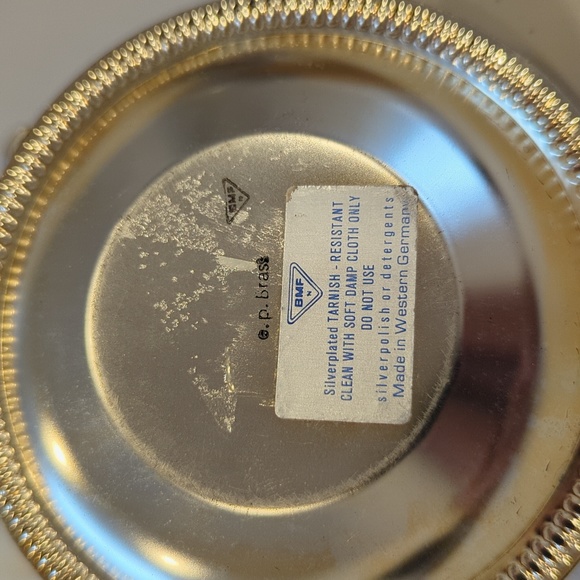 BMF
N
e.p. brass
BMF
N
Silverplated TARNISH - RESISTANT
CLEAN WITH SOFT DAMP CLOTH ONLY
DO NOT USE
silverpolish or detergents
Made in Western Germany